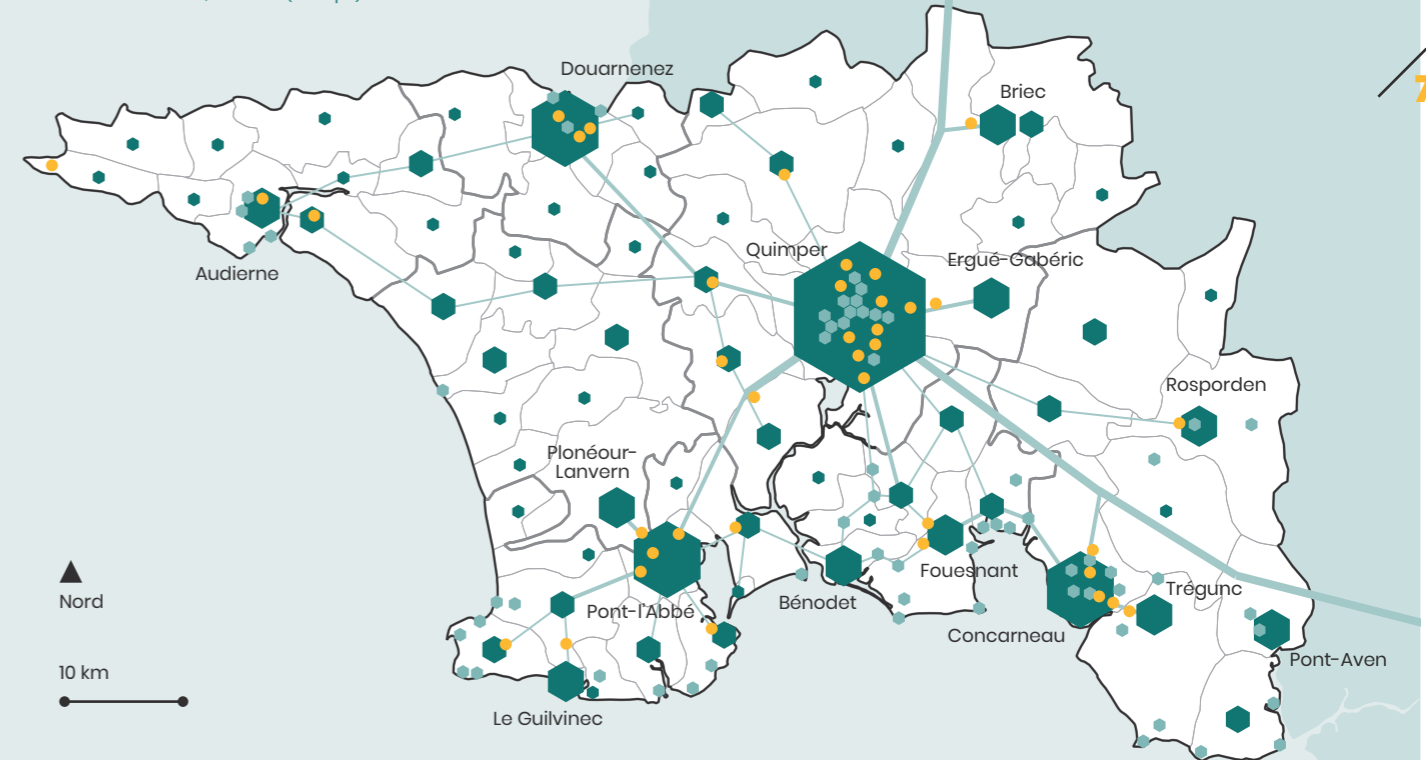 Douarnenez
Briec
7
Quimper
Ergué-Gabéric
Audierne
Rosporden
Plonéour-
Lanvern
Nord
Fouesnant
Trégunc
Pont-l'Abbé
Bénodet
Concarneau
10 km
Pont-Aven
Le Guilvinec